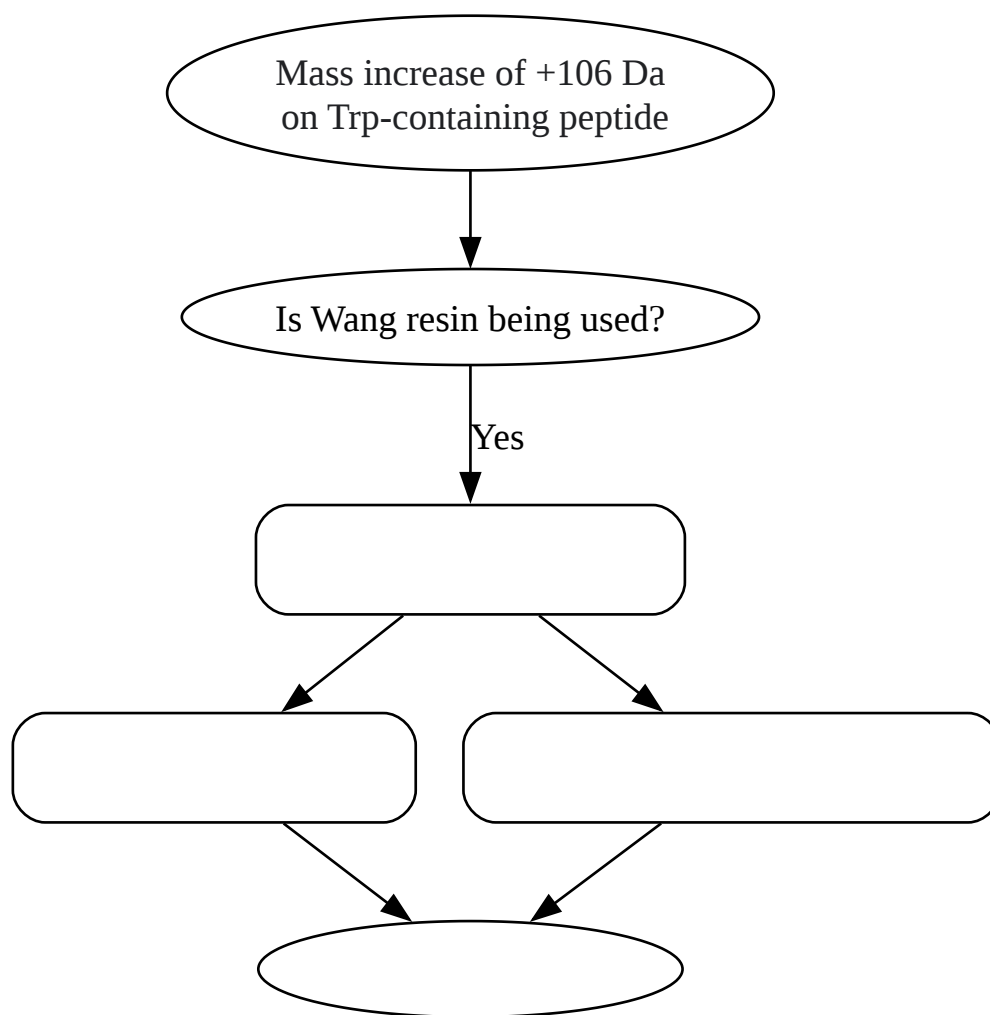 Mass increase of +106 Da
on Trp-containing peptide
Is Wang resin being used?
Yes